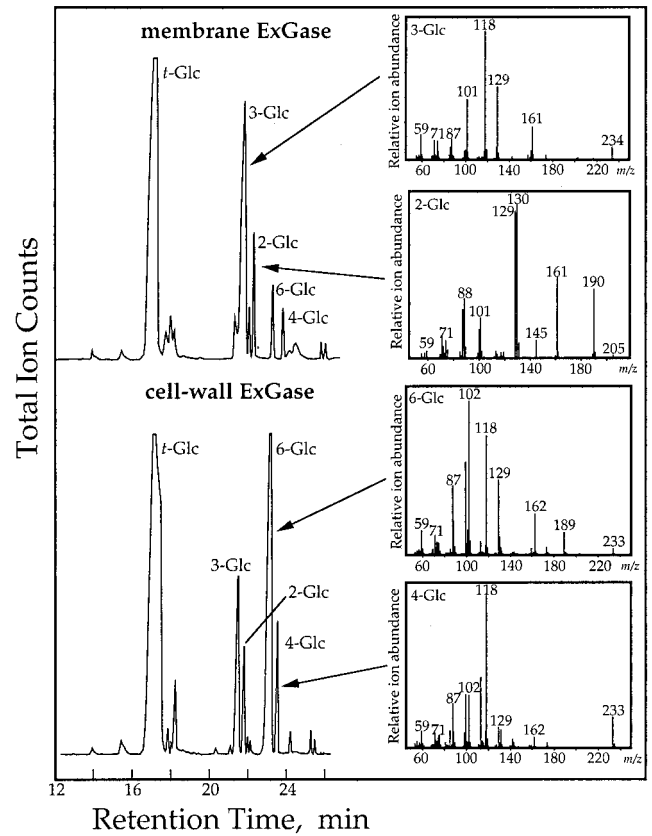 Total Ion Counts
membrane ExGase
t-Glc
3-Glc
2-Glc
6-Glc
4-Glc
cell-wall ExGase
t-Glc
6-Glc
3-Glc
2-Glc
4-Glc
12 16 20 24
Retention Time, min
3-Glc
Relative ion abundance
118
129
101
161
59 71 87
234
60 100 140 180 220 m/z
2-Glc
Relative ion abundance
130
129
161
190
88
101
59 71
145
205
60 100 140 180 220 m/z
6-Glc
Relative ion abundance
102
118
129
87
162
59 71
189
233
60 100 140 180 220 m/z
4-Glc
Relative ion abundance
118
102
87
59 71
129
162
233
60 100 140 180 220 m/z